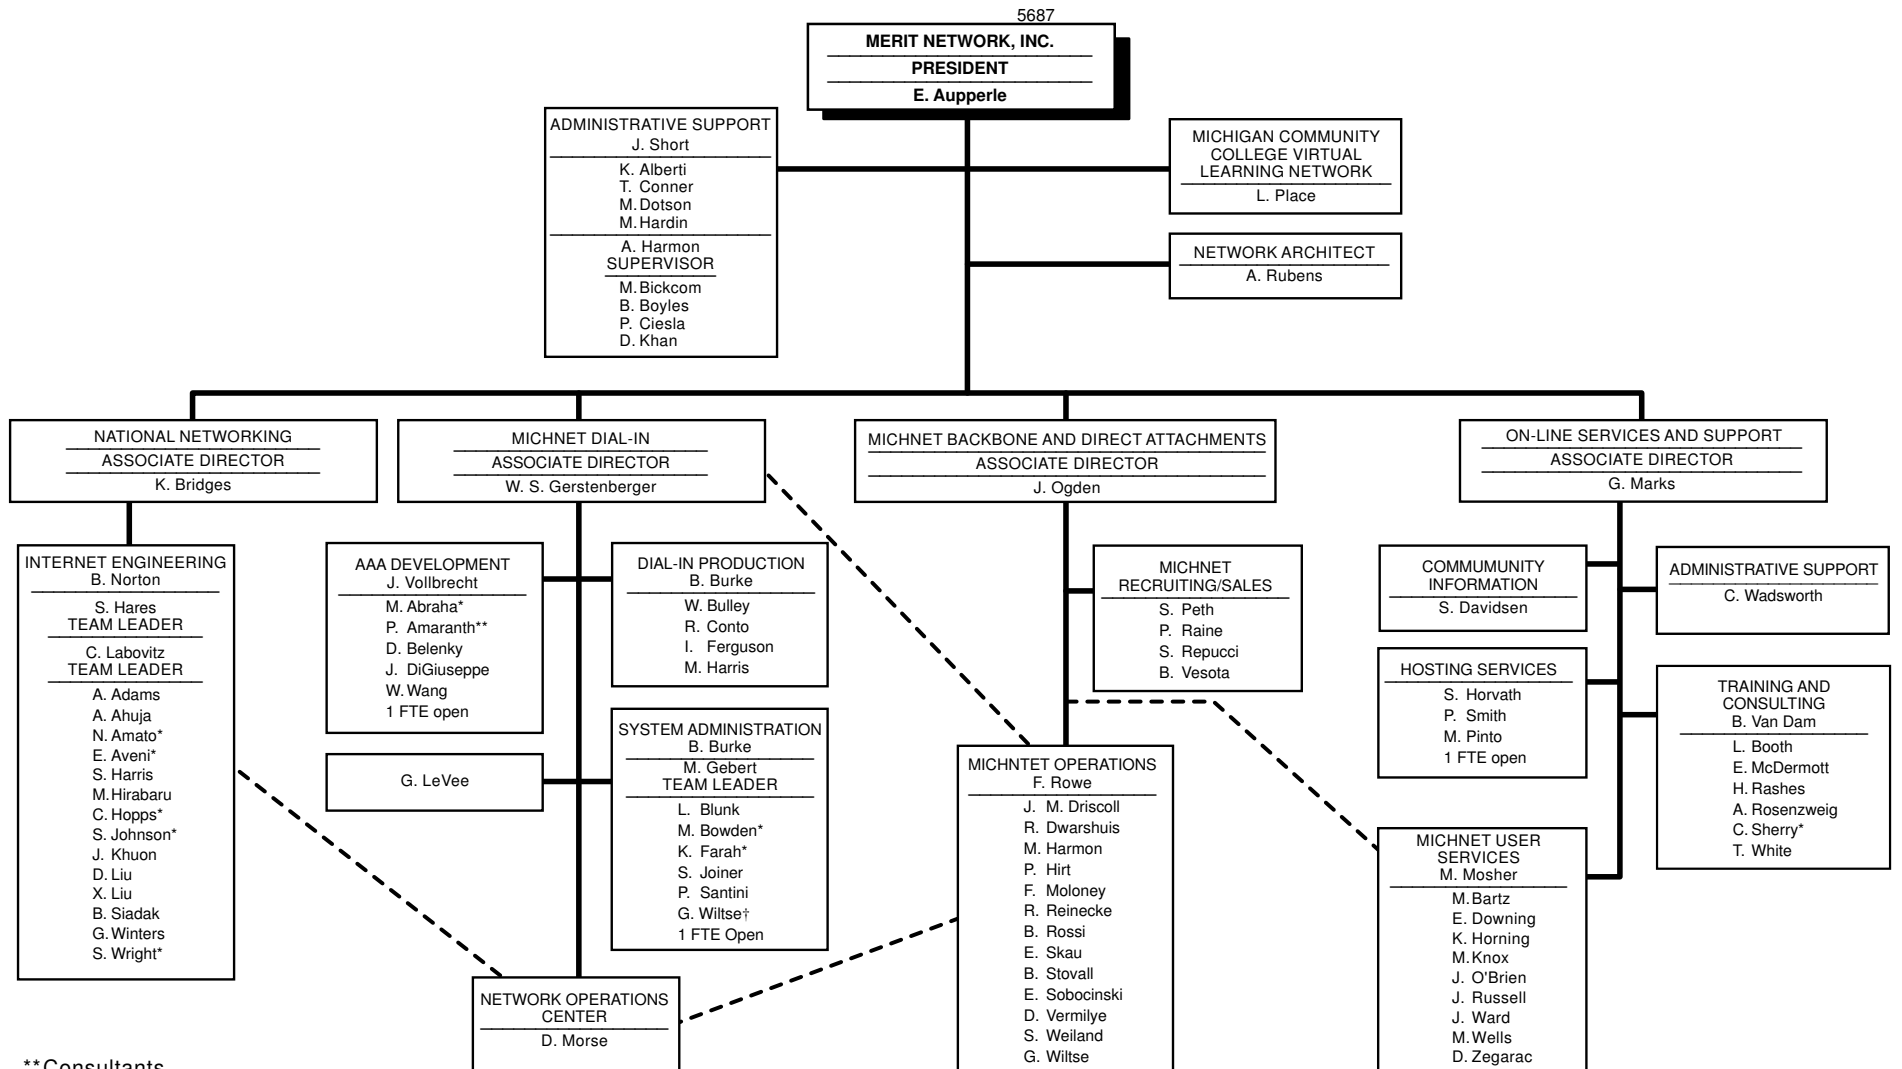 5687
MERIT NETWORK, INC.
PRESIDENT
E. Aupperle
ADMINISTRATIVE SUPPORT
J. Short
K. Alberti
T. Conner
M. Dotson
M. Hardin
A. Harmon
SUPERVISOR
M. Bickcom
B. Boyles
P. Ciesla
D. Khan
MICHIGAN COMMUNITY
COLLEGE VIRTUAL
LEARNING NETWORK
L. Place
NETWORK ARCHITECT
A. Rubens
NATIONAL NETWORKING
ASSOCIATE DIRECTOR
K. Bridges
MICHNET DIAL-IN
ASSOCIATE DIRECTOR
W. S. Gerstenberger
MICHNET BACKBONE AND DIRECT ATTACHMENTS
ASSOCIATE DIRECTOR
J. Ogden
ON-LINE SERVICES AND SUPPORT
ASSOCIATE DIRECTOR
G. Marks
INTERNET ENGINEERING
B. Norton
S. Hares
TEAM LEADER
C. Labovitz
TEAM LEADER
A. Adams
A. Ahuja
N. Amato*
E. Aveni*
S. Harris
M. Hirabaru
C. Hopps*
S. Johnson*
J. Khuon
D. Liu
X. Liu
B. Siadak
G. Winters
S. Wright*
AAA DEVELOPMENT
J. Vollbrecht
M. Abraha*
P. Amaranth**
D. Belenky
J. DiGiuseppe
W. Wang
1 FTE open
G. LeVee
DIAL-IN PRODUCTION
B. Burke
W. Bulley
R. Conto
I. Ferguson
M. Harris
SYSTEM ADMINISTRATION
B. Burke
M. Gebert
TEAM LEADER
L. Blunk
M. Bowden*
K. Farah*
S. Joiner
P. Santini
G. Wiltse†
1 FTE Open
NETWORK OPERATIONS
CENTER
D. Morse
MICHNET
RECRUITING/SALES
S. Peth
P. Raine
S. Repucci
B. Vesota
MICHNTET OPERATIONS
F. Rowe
J. M. Driscoll
R. Dwarshuis
M. Harmon
P. Hirt
F. Moloney
R. Reinecke
B. Rossi
E. Skau
B. Stovall
E. Sobocinski
D. Vermilye
S. Weiland
G. Wiltse
COMMUMUNITY
INFORMATION
S. Davidsen
HOSTING SERVICES
S. Horvath
P. Smith
M. Pinto
1 FTE open
MICHNET USER
SERVICES
M. Mosher
M. Bartz
E. Downing
K. Horning
M. Knox
J. O'Brien
J. Russell
J. Ward
M. Wells
D. Zegarac
ADMINISTRATIVE SUPPORT
C. Wadsworth
TRAINING AND
CONSULTING
B. Van Dam
L. Booth
E. McDermott
H. Rashes
A. Rosenzweig
C. Sherry*
T. White
**Consultants